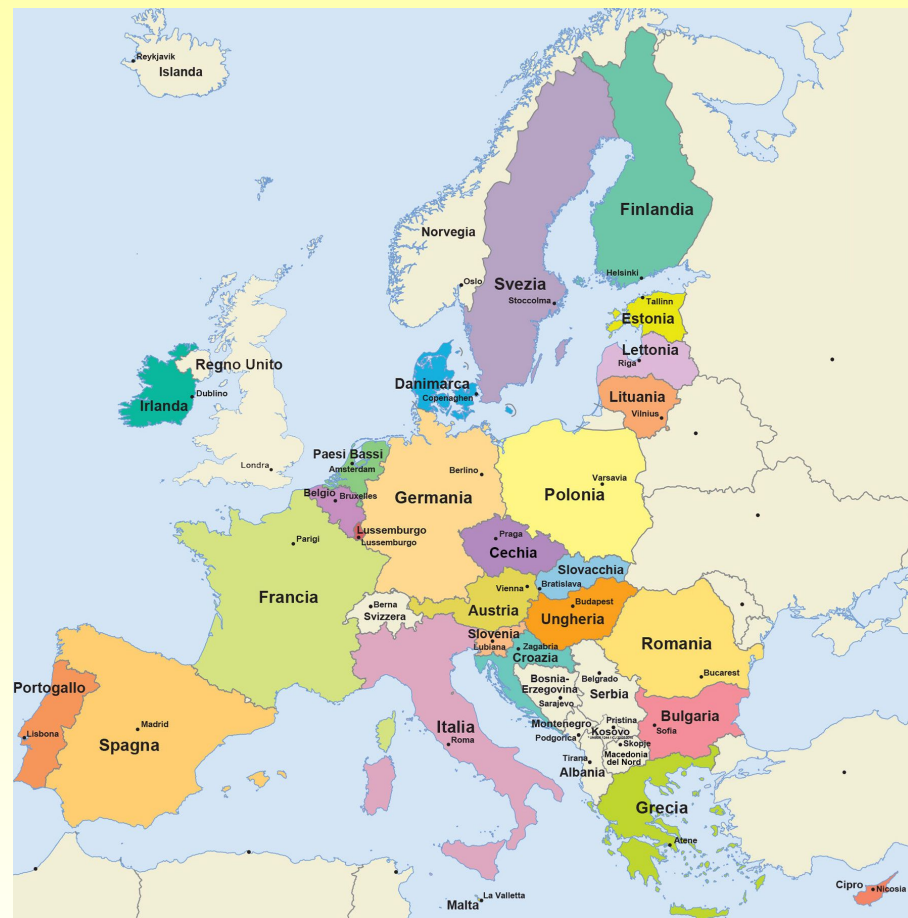 Reykjavik
Islanda
Finlandia
Norvegia
Helsinki
Oslo
Svezia
Stoccolma
Tallinn
Estonia
Lettonia
Riga
Regno Unito
Danimarca
Copenaghen
Dublino
Irlanda
Lituania
Vilnius
Paesi Bassi
Amsterdam
Londra
Berlino
Varsavia
Belgio
Bruxelles
Germania
Polonia
Lussemburgo
Lussemburgo
Parigi
Praga
Cechia
Slovacchia
Bratislava
Vienna
Francia
Berna
Svizzera
Austria
Budapest
Ungheria
Slovenia
Lubiana
Zagabria
Croazia
Romania
Bucarest
Bosnia-
Erzegovina
Sarajevo
Belgrado
Serbia
Portogallo
Lisbona
Madrid
Spagna
Italia
Roma
Montenegro
Podgorica
Pristina
Kosovo
Bulgaria
Sofia
Skopje
Macedonia
del Nord
Tirana
Albania
Grecia
Atene
Malta
La Valletta
Cipro
Nicosia